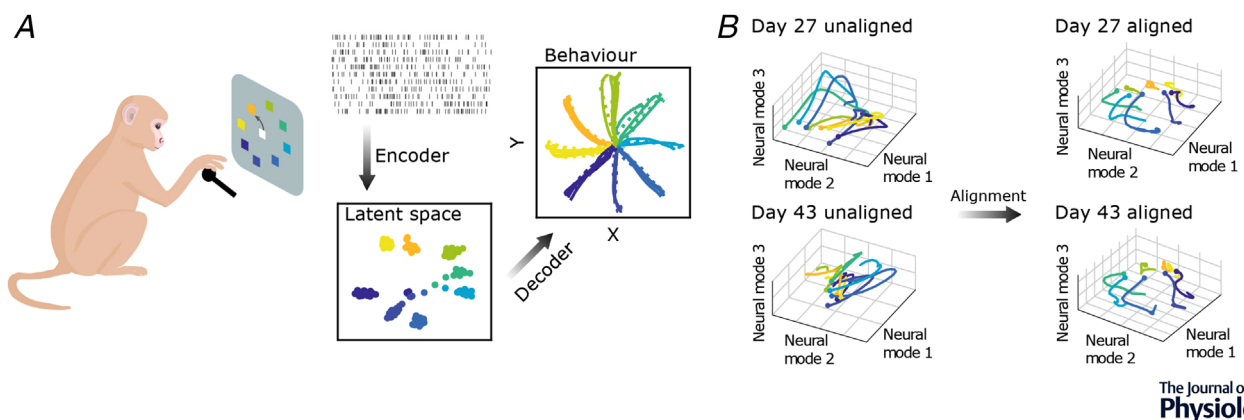 A
Encoder
Latent space
Decoder
Behaviour
Y
X
B
Day 27 unaligned
Neural mode 3
Neural
mode 2
Neural
mode 1
Day 43 unaligned
Neural mode 3
Neural
mode 2
Neural
mode 1
Alignment
Day 27 aligned
Neural mode 3
Neural
mode 2
Neural
mode 1
Day 43 aligned
Neural mode 3
Neural
mode 2
Neural
mode 1
The Journal of
Physiolo